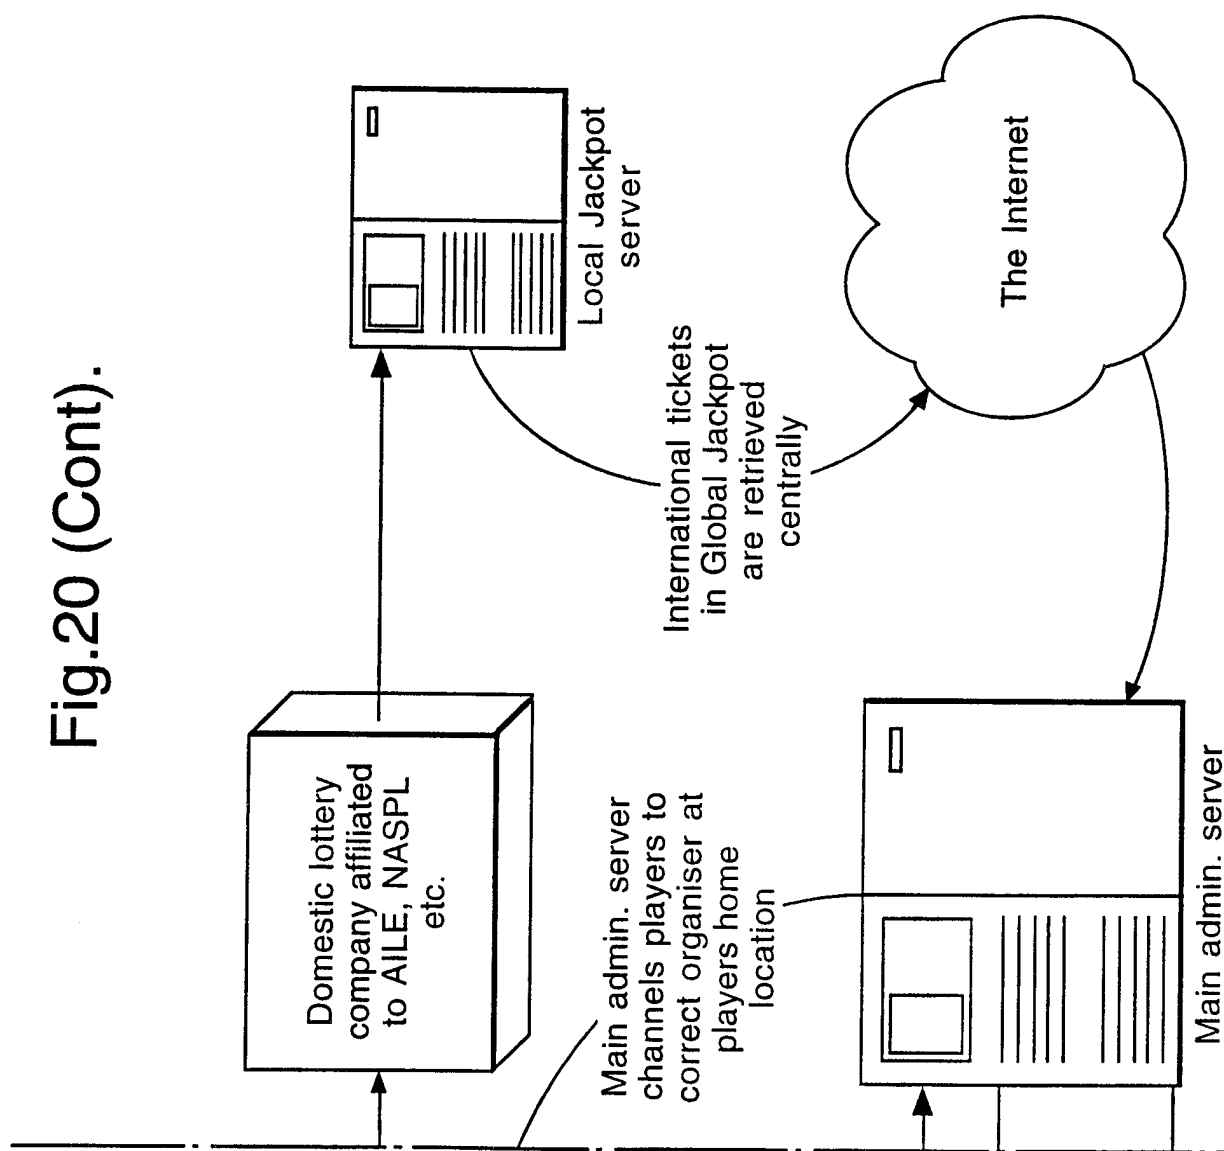 Fig.20 (Cont).
Domestic lottery
company affiliated
to AILE, NASPL
etc.
Local Jackpot
server
Main admin. server
channels players to
correct organiser at
players home
location
International tickets
in Global Jackpot
are retrieved
centrally
The Internet
Main admin. server